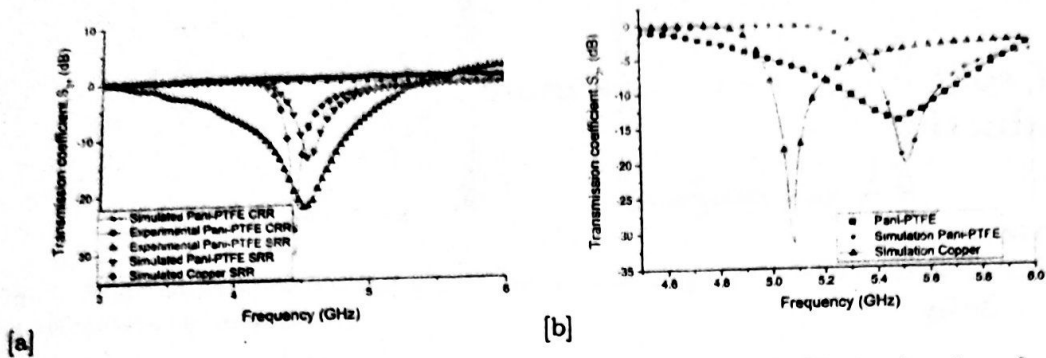 10
0
-10
-20
30
Transmission coefficient S21 (dB)
Simulated Pani-PTFE CRR
Experimental Pani-PTFE CRRs
Experimental Pani-PTFE SRR
Simulated Pani-PTFE SRR
Simulated Copper SRR
3
4
5
6
Frequency (GHz)
[a]
0
-5
-10
-15
-20
-25
-30
-35
Transmission coefficient S21 (dB)
Pani-PTFE
Simulation Pani-PTFE
Simulation Copper
4.6
4.8
5.0
5.2
5.4
5.6
5.8
6.0
Frequency (GHz)
[b]